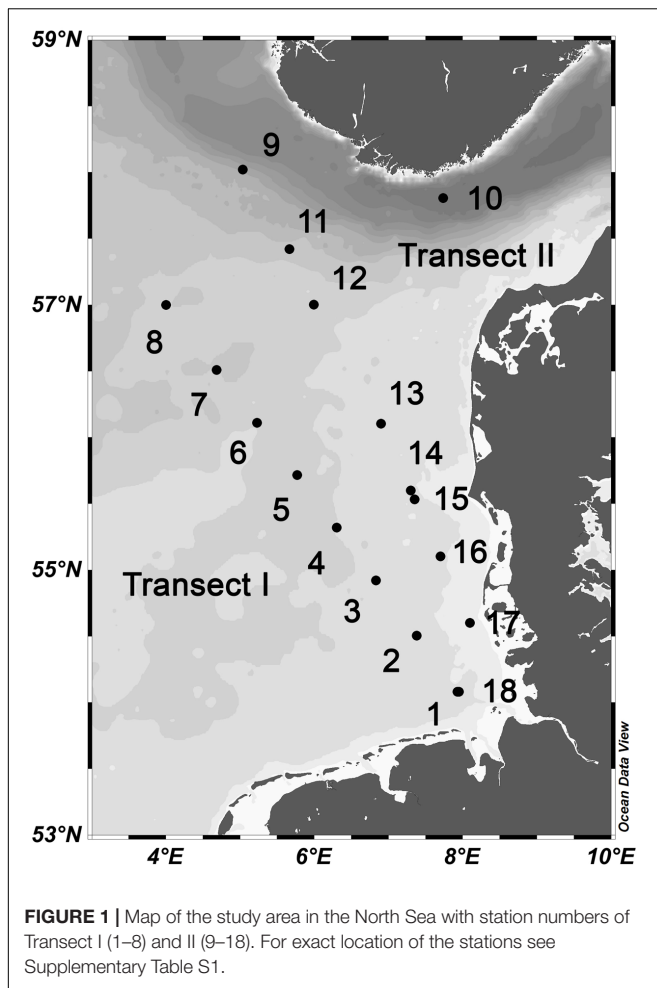 59°N
9
10
11
Transect II
12
57°N
8
7
13
6
14
5
15
4
16
55°N
Transect I
3
17
2
18
1
53°N
4°E 6°E 8°E 10°E
Ocean Data View
FIGURE 1 | Map of the study area in the North Sea with station numbers of
Transect I (1–8) and II (9–18). For exact location of the stations see
Supplementary Table S1.